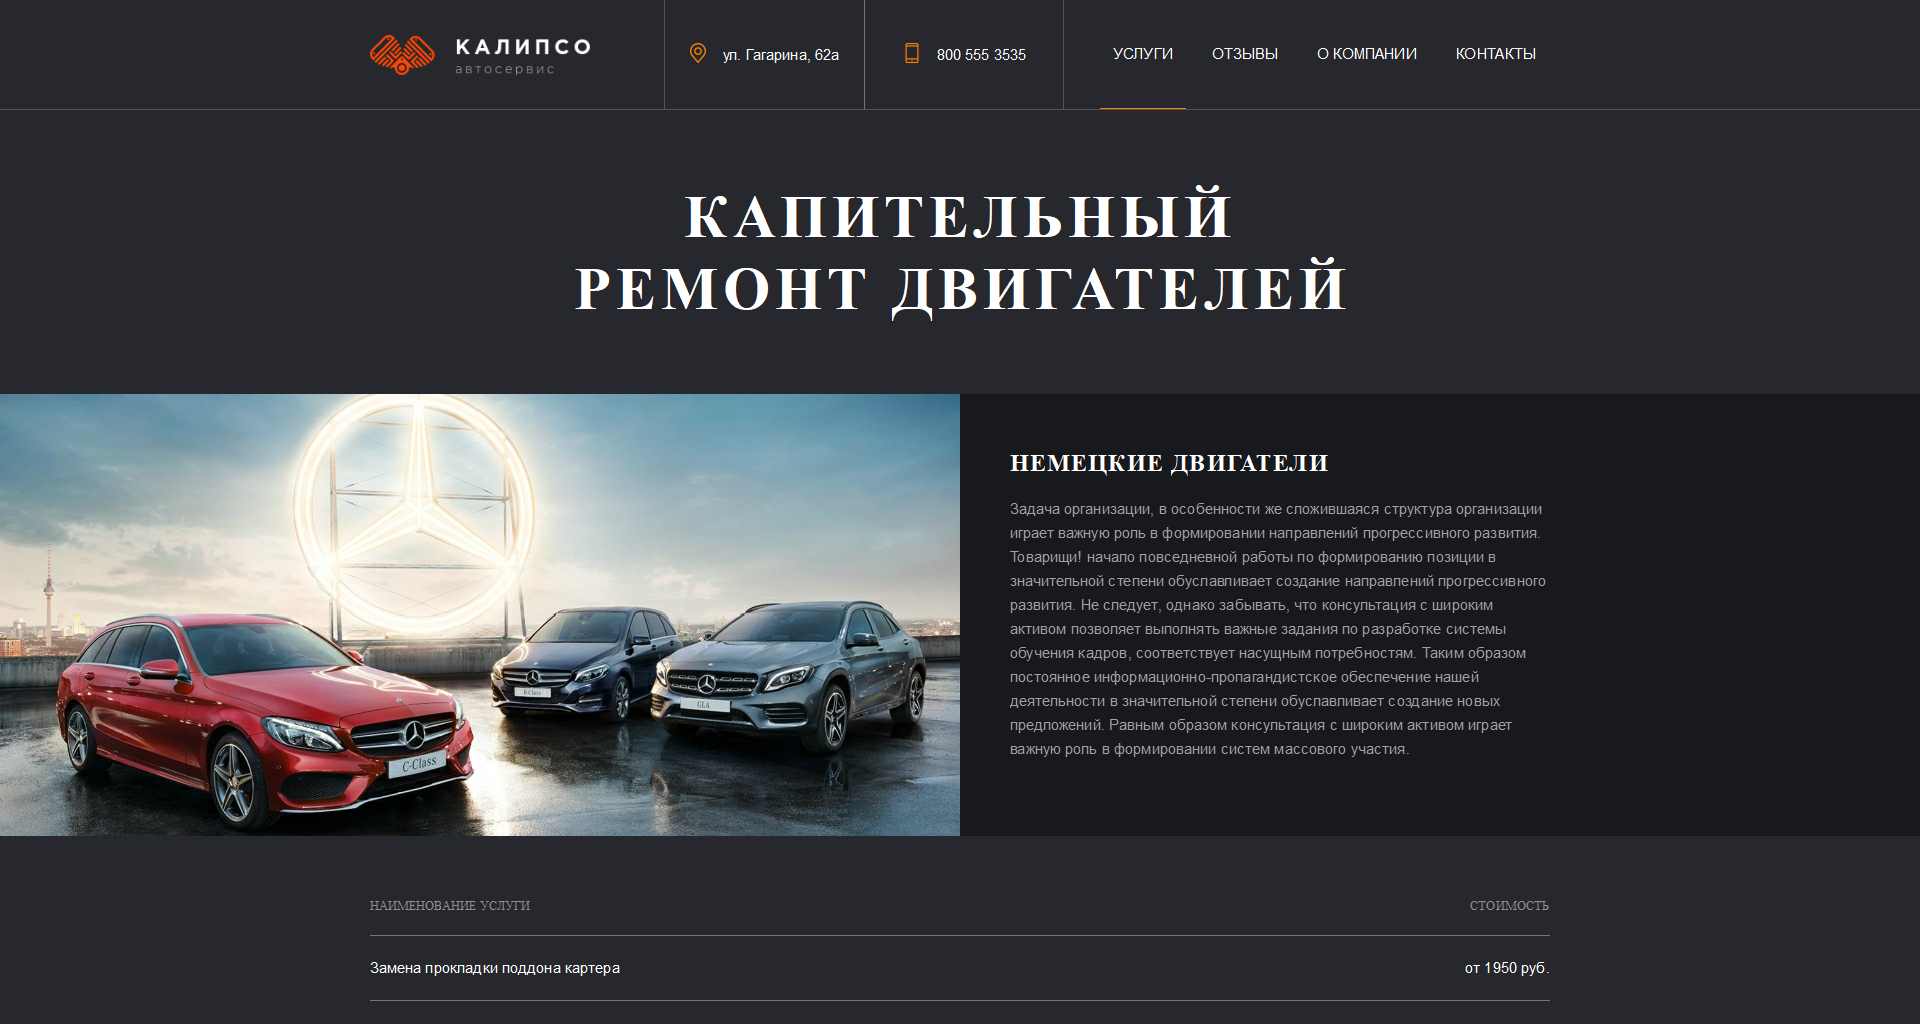 КАЛИПСО
автосервис
ул. Гагарина, 62а
800 555 3535
УСЛУГИ
ОТЗЫВЫ
О КОМПАНИИ
КОНТАКТЫ
КАПИТЕЛЬНЫЙ
РЕМОНТ ДВИГАТЕЛЕЙ
B-Class
GLA
C-Class
НЕМЕЦКИЕ ДВИГАТЕЛИ
Задача организации, в особенности же сложившаяся структура организации
играет важную роль в формировании направлений прогрессивного развития.
Товарищи! начало повседневной работы по формированию позиции в
значительной степени обуславливает создание направлений прогрессивного
развития. Не следует, однако забывать, что консультация с широким
активом позволяет выполнять важные задания по разработке системы
обучения кадров, соответствует насущным потребностям. Таким образом
постоянное информационно-пропагандистское обеспечение нашей
деятельности в значительной степени обуславливает создание новых
предложений. Равным образом консультация с широким активом играет
важную роль в формировании систем массового участия.
НАИМЕНОВАНИЕ УСЛУГИ
СТОИМОСТЬ
Замена прокладки поддона картера
от 1950 руб.